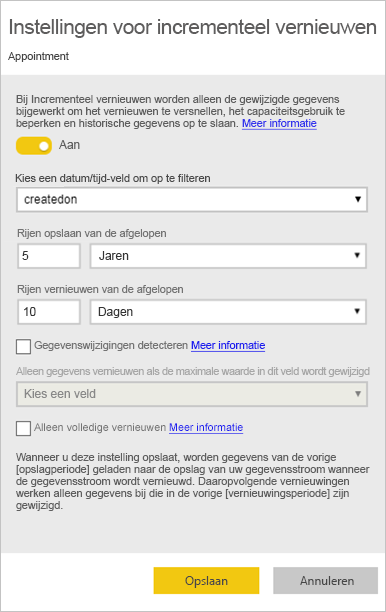 Instellingen voor incrementeel vernieuwen
Appointment
Bij Incrementeel vernieuwen worden alleen de gewijzigde gegevens
bijgewerkt om het vernieuwen te versnellen, het capaciteitsgebruik te
beperken en historische gegevens op te slaan. Meer informatie
Aan
Kies een datum/tijd-veld om op te filteren
createdon
Rijen opslaan van de afgelopen
5 Jaren
Rijen vernieuwen van de afgelopen
10 Dagen
Gegevenswijzigingen detecteren Meer informatie
Alleen gegevens vernieuwen als de maximale waarde in dit veld wordt gewijzigd
Kies een veld
Alleen volledige vernieuwen Meer informatie
Wanneer u deze instelling opslaat, worden gegevens van de vorige
[opslagperiode] geladen naar de opslag van uw gegevensstroom wanneer
de gegevensstroom wordt vernieuwd. Daaropvolgende vernieuwingen
werken alleen gegevens bij die in de vorige [vernieuwingsperiode] zijn
gewijzigd.
Opslaan Annuleren